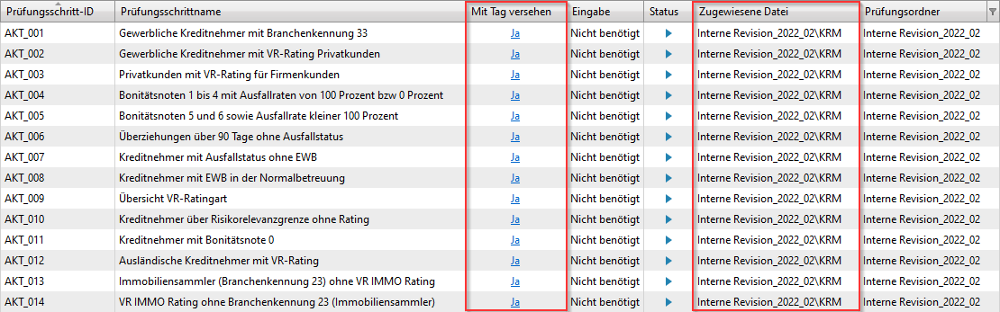 Prüfungsschritt-ID Prüfungsschrittname Mit Tag versehen Eingabe Status Zugewiesene Datei Prüfungsordner
AKT_001 Gewerbliche Kreditnehmer mit Branchenkennung 33 Ja Nicht benötigt Interne Revision_2022_02\KRM Interne Revision_2022_02
AKT_002 Gewerbliche Kreditnehmer mit VR-Rating Privatkunden Ja Nicht benötigt Interne Revision_2022_02\KRM Interne Revision_2022_02
AKT_003 Privatkunden mit VR-Rating für Firmenkunden Ja Nicht benötigt Interne Revision_2022_02\KRM Interne Revision_2022_02
AKT_004 Bonitätsnoten 1 bis 4 mit Ausfallraten von 100 Prozent bzw 0 Prozent Ja Nicht benötigt Interne Revision_2022_02\KRM Interne Revision_2022_02
AKT_005 Bonitätsnoten 5 und 6 sowie Ausfallrate kleiner 100 Prozent Ja Nicht benötigt Interne Revision_2022_02\KRM Interne Revision_2022_02
AKT_006 Überziehungen über 90 Tage ohne Ausfallstatus Ja Nicht benötigt Interne Revision_2022_02\KRM Interne Revision_2022_02
AKT_007 Kreditnehmer mit Ausfallstatus ohne EWB Ja Nicht benötigt Interne Revision_2022_02\KRM Interne Revision_2022_02
AKT_008 Kreditnehmer mit EWB in der Normalbetreuung Ja Nicht benötigt Interne Revision_2022_02\KRM Interne Revision_2022_02
AKT_009 Übersicht VR-Ratingart Ja Nicht benötigt Interne Revision_2022_02\KRM Interne Revision_2022_02
AKT_010 Kreditnehmer über Risikorelevanzgrenze ohne Rating Ja Nicht benötigt Interne Revision_2022_02\KRM Interne Revision_2022_02
AKT_011 Kreditnehmer mit Bonitätsnote 0 Ja Nicht benötigt Interne Revision_2022_02\KRM Interne Revision_2022_02
AKT_012 Ausländische Kreditnehmer mit VR-Rating Ja Nicht benötigt Interne Revision_2022_02\KRM Interne Revision_2022_02
AKT_013 Immobiliensammler (Branchenkennung 23) ohne VR IMMO Rating Ja Nicht benötigt Interne Revision_2022_02\KRM Interne Revision_2022_02
AKT_014 VR IMMO Rating ohne Branchenkennung 23 (Immobiliensammler) Ja Nicht benötigt Interne Revision_2022_02\KRM Interne Revision_2022_02